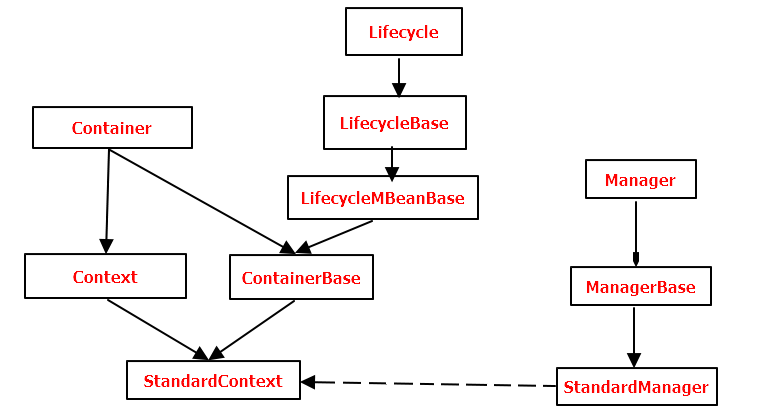 Lifecycle
LifecycleBase
Container
LifecycleMBeanBase
Manager
Context
ContainerBase
ManagerBase
StandardContext
StandardManager